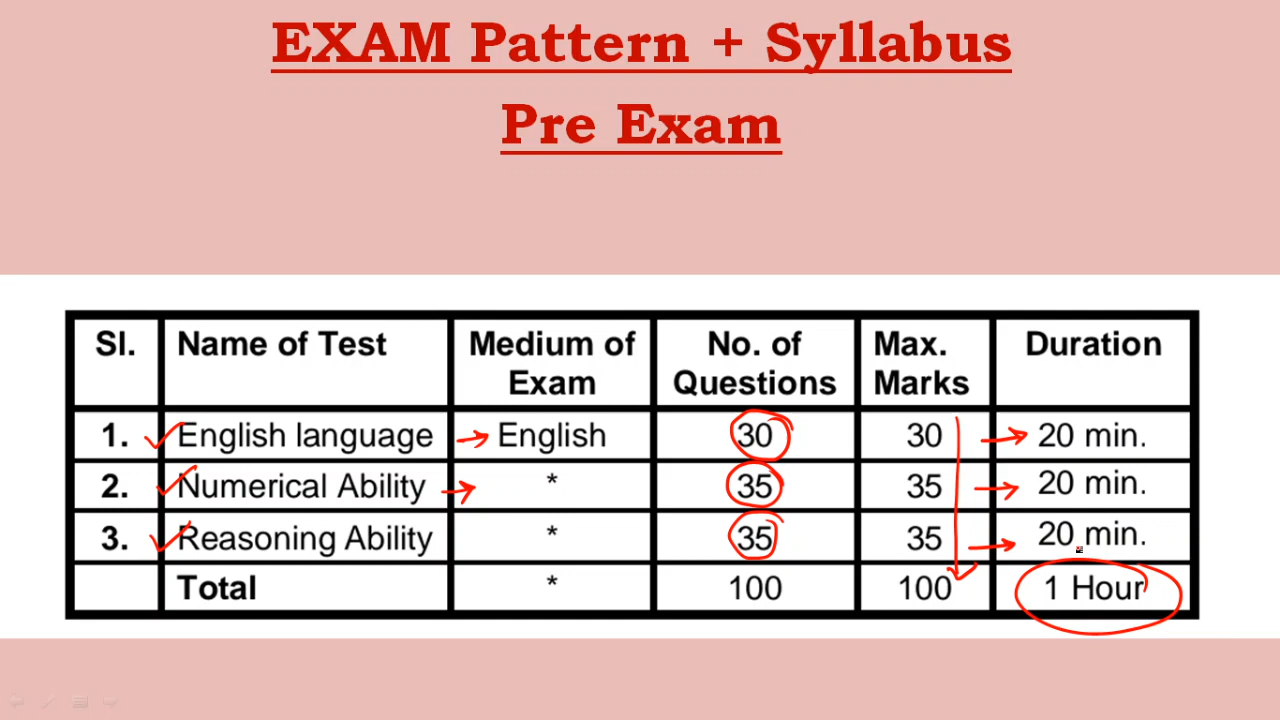 EXAM Pattern + Syllabus
Pre Exam
Sl. Name of Test Medium of Exam No. of Questions Max. Marks Duration
1. English language English 30 30 20 min.
2. Numerical Ability * 35 35 20 min.
3. Reasoning Ability * 35 35 20 min.
Total * 100 100 1 Hour